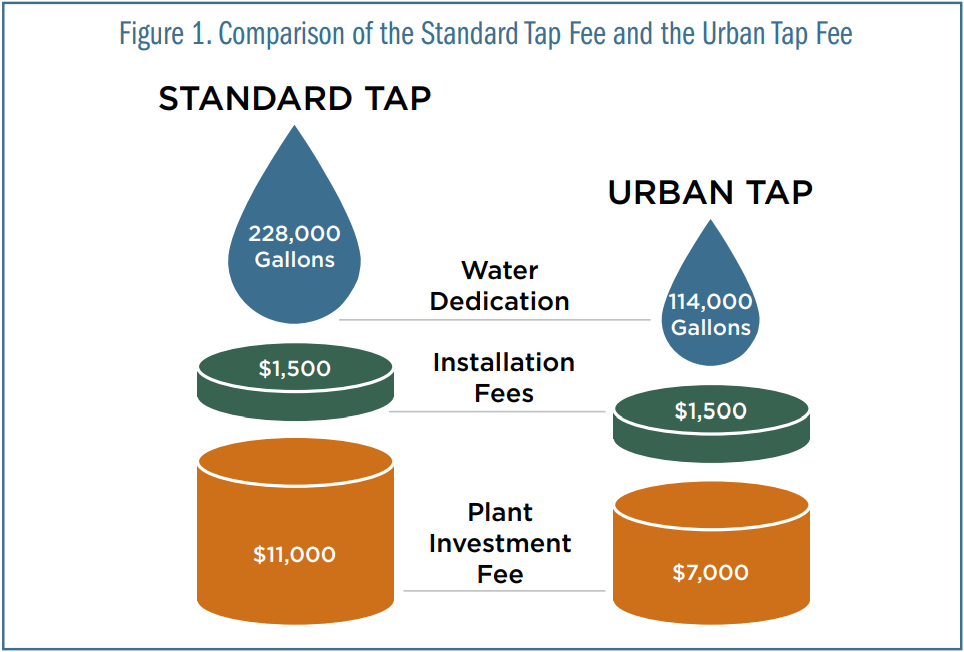 Figure 1. Comparison of the Standard Tap Fee and the Urban Tap Fee
STANDARD TAP
228,000
Gallons
$1,500
$11,000
Water
Dedication
Installation
Fees
Plant
Investment
Fee
URBAN TAP
114,000
Gallons
$1,500
$7,000